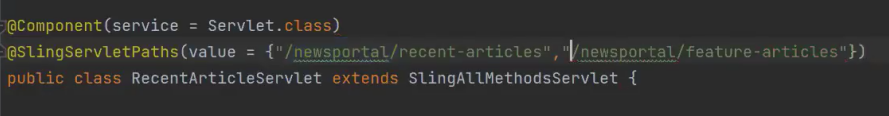 @Component(service = Servlet.class)
@SlingServletPaths(value = {"/newsportal/recent-articles","/newsportal/feature-articles"})
public class RecentArticleServlet extends SlingAllMethodsServlet {